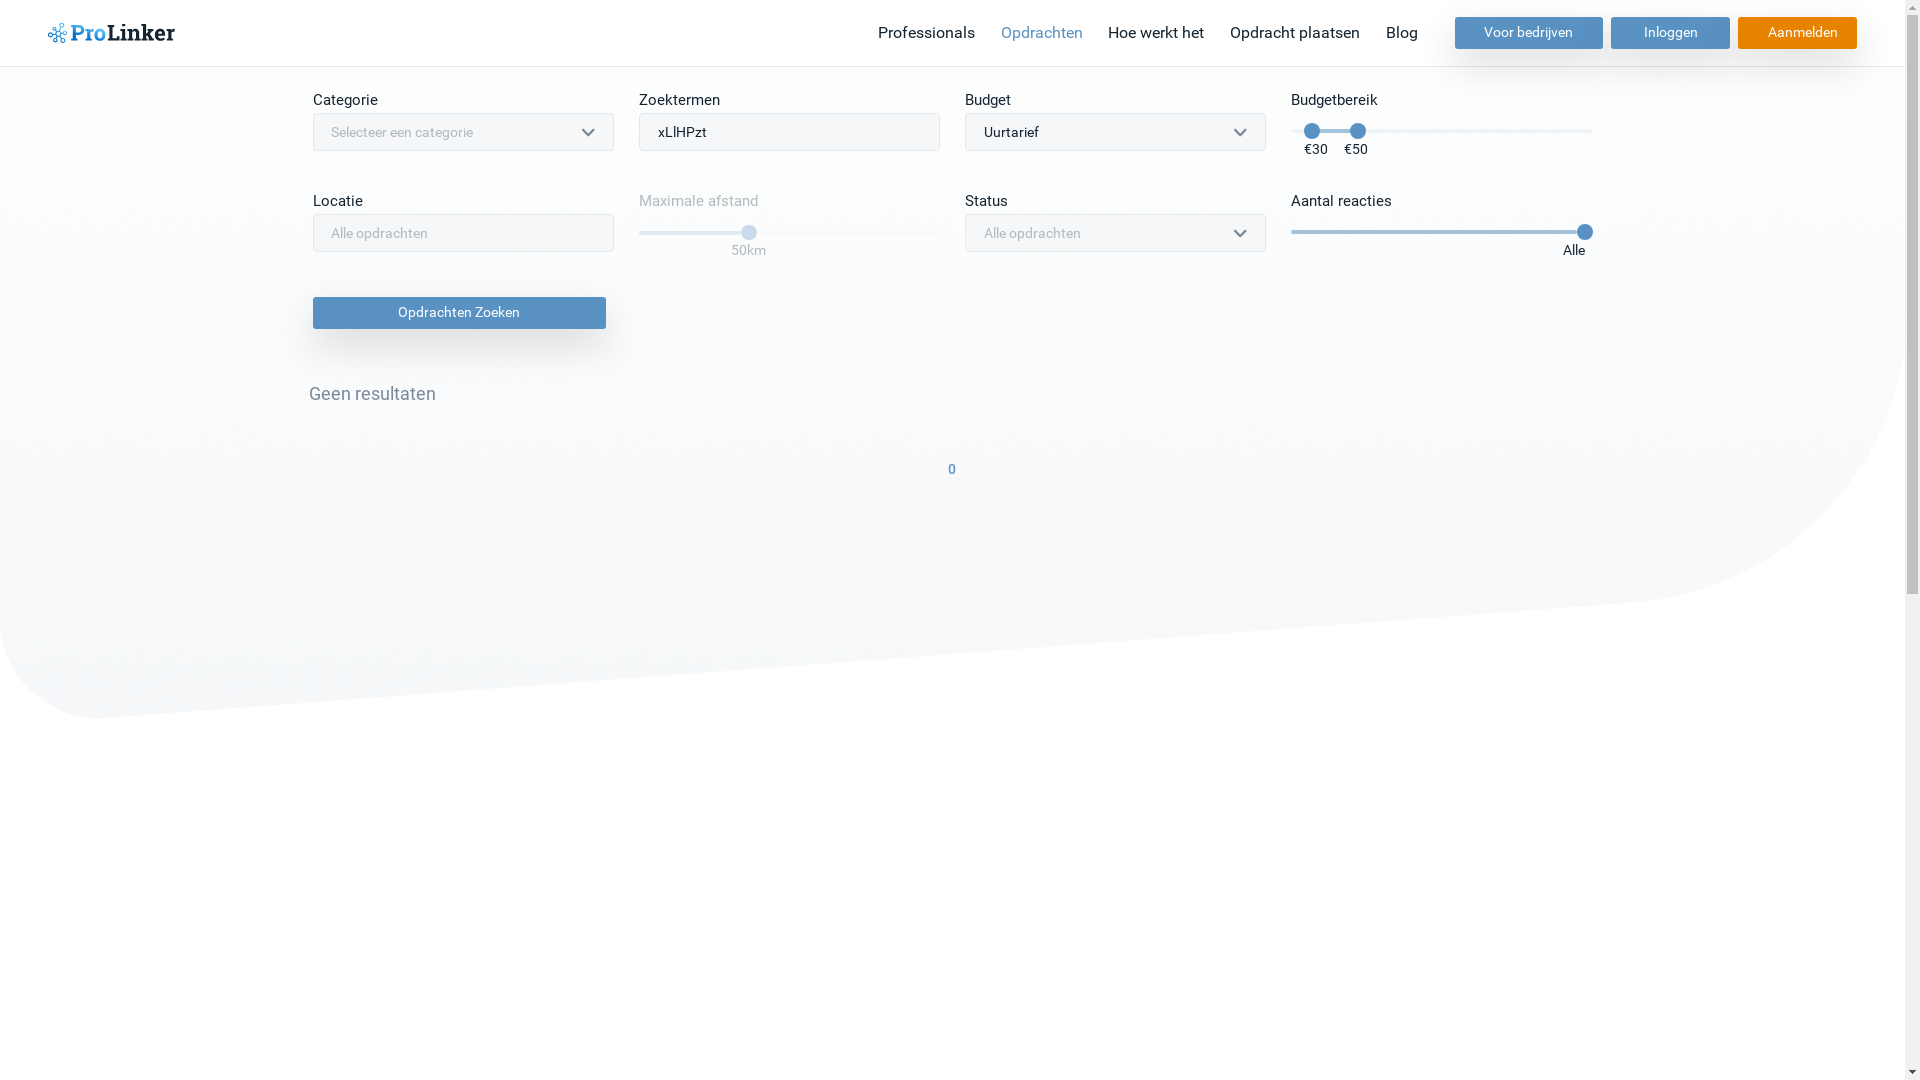 ProLinker
Professionals Opdrachten Hoe werkt het Opdracht plaatsen Blog Voor bedrijven Inloggen Aanmelden
Categorie Zoektermen Budget Budgetbereik
Selecteer een categorie xLlHPzt Uurtarief
€30 €50
Locatie Maximale afstand Status Aantal reacties
Alle opdrachten Alle opdrachten
50km Alle
Opdrachten Zoeken
Geen resultaten
0